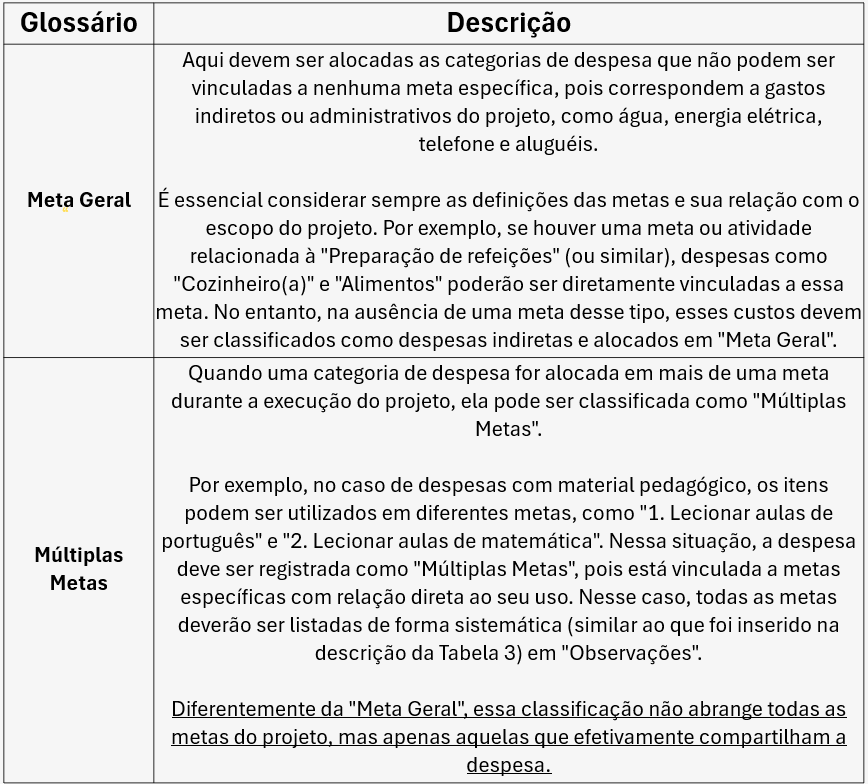 Glossário
Descrição
Meta Geral
Aqui devem ser alocadas as categorias de despesa que não podem ser
vinculadas a nenhuma meta específica, pois correspondem a gastos
indiretos ou administrativos do projeto, como água, energia elétrica,
telefone e aluguéis.
É essencial considerar sempre as definições das metas e sua relação com o
escopo do projeto. Por exemplo, se houver uma meta ou atividade
relacionada à "Preparação de refeições" (ou similar), despesas como
"Cozinheiro(a)" e "Alimentos" poderão ser diretamente vinculadas a essa
meta. No entanto, na ausência de uma meta desse tipo, esses custos devem
ser classificados como despesas indiretas e alocados em "Meta Geral".
Múltiplas
Metas
Quando uma categoria de despesa for alocada em mais de uma meta
durante a execução do projeto, ela pode ser classificada como "Múltiplas
Metas".
Por exemplo, no caso de despesas com material pedagógico, os itens
podem ser utilizados em diferentes metas, como "1. Lecionar aulas de
português" e "2. Lecionar aulas de matemática". Nessa situação, a despesa
deve ser registrada como "Múltiplas Metas", pois está vinculada a metas
específicas com relação direta ao seu uso. Nesse caso, todas as metas
deverão ser listadas de forma sistemática (similar ao que foi inserido na
descrição da Tabela 3) em "Observações".
Diferentemente da "Meta Geral", essa classificação não abrange todas as
metas do projeto, mas apenas aquelas que efetivamente compartilham a
despesa.